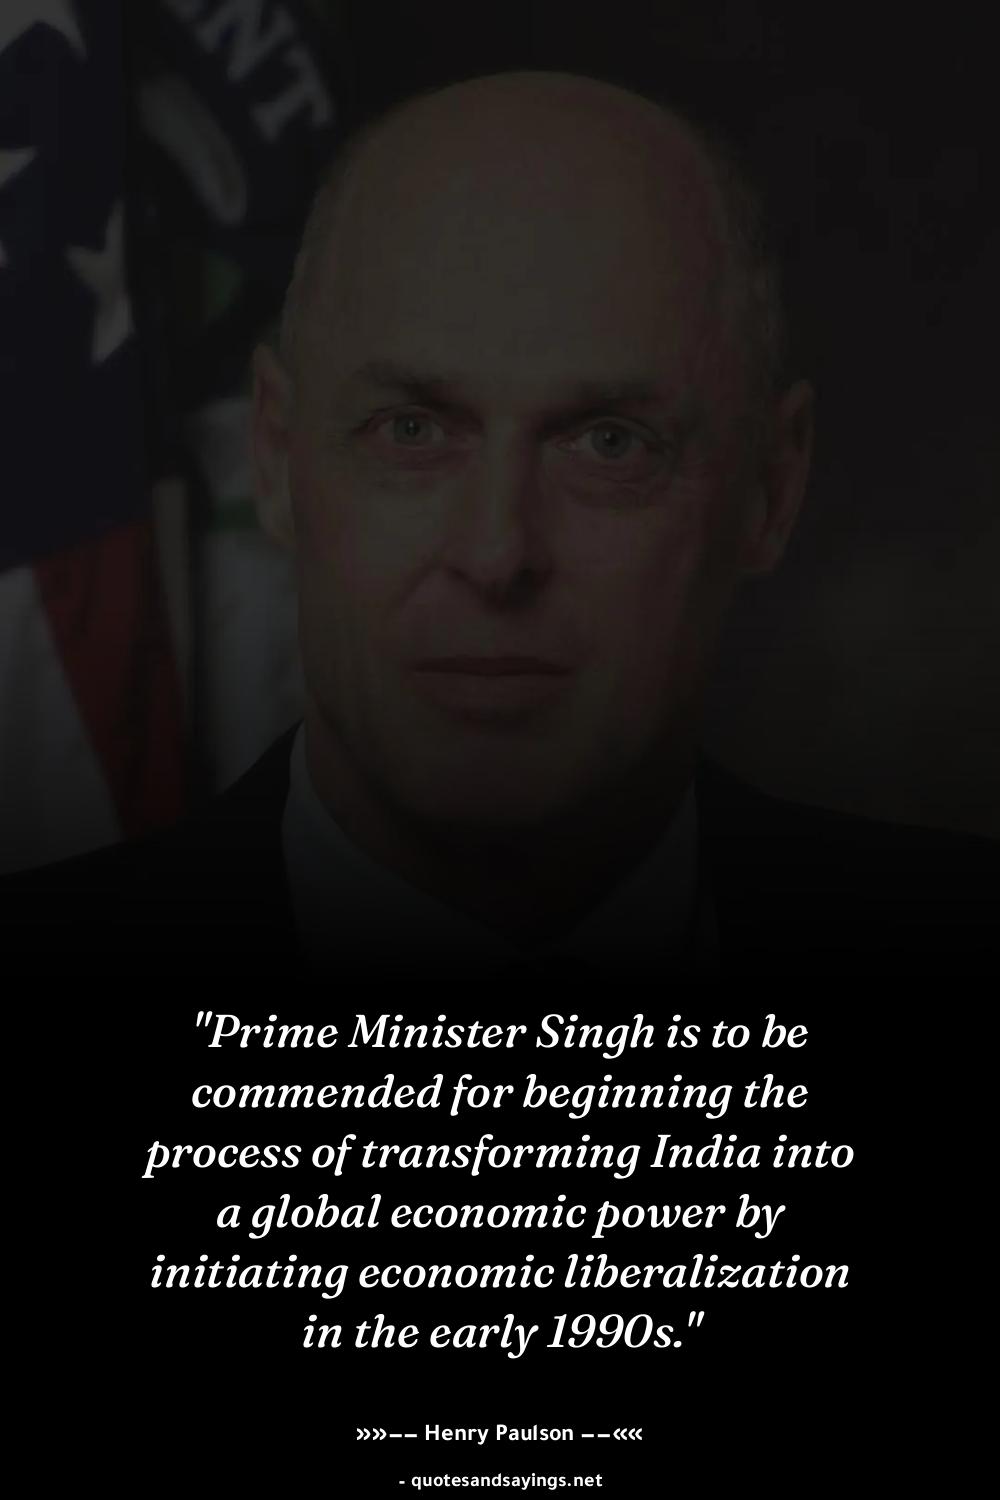 ENT
"Prime Minister Singh is to be
commended for beginning the
process of transforming India into
a global economic power by
initiating economic liberalization
in the early 1990s."
»»–– Henry Paulson ––««
- quotesandsayings.net